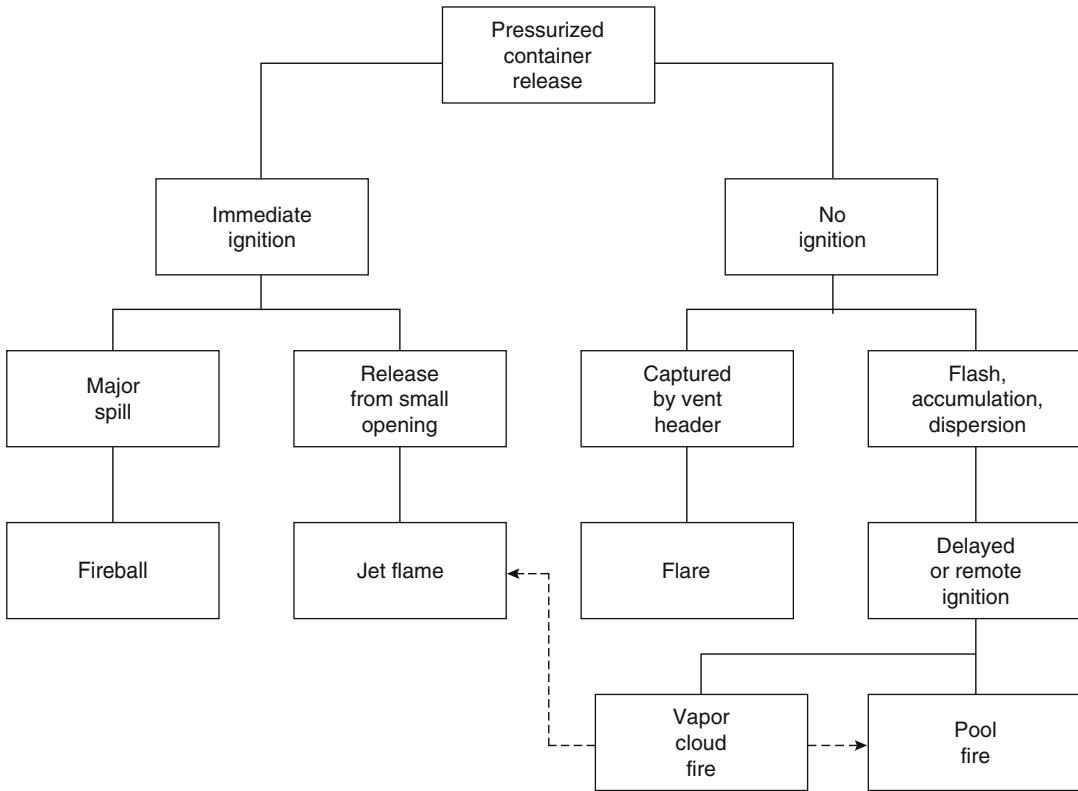 Pressurized
container
release
Immediate
ignition
No
ignition
Major
spill
Release
from small
opening
Captured
by vent
header
Flash,
accumulation,
dispersion
Fireball
Jet flame
Flare
Delayed
or remote
ignition
Vapor
cloud
fire
Pool
fire